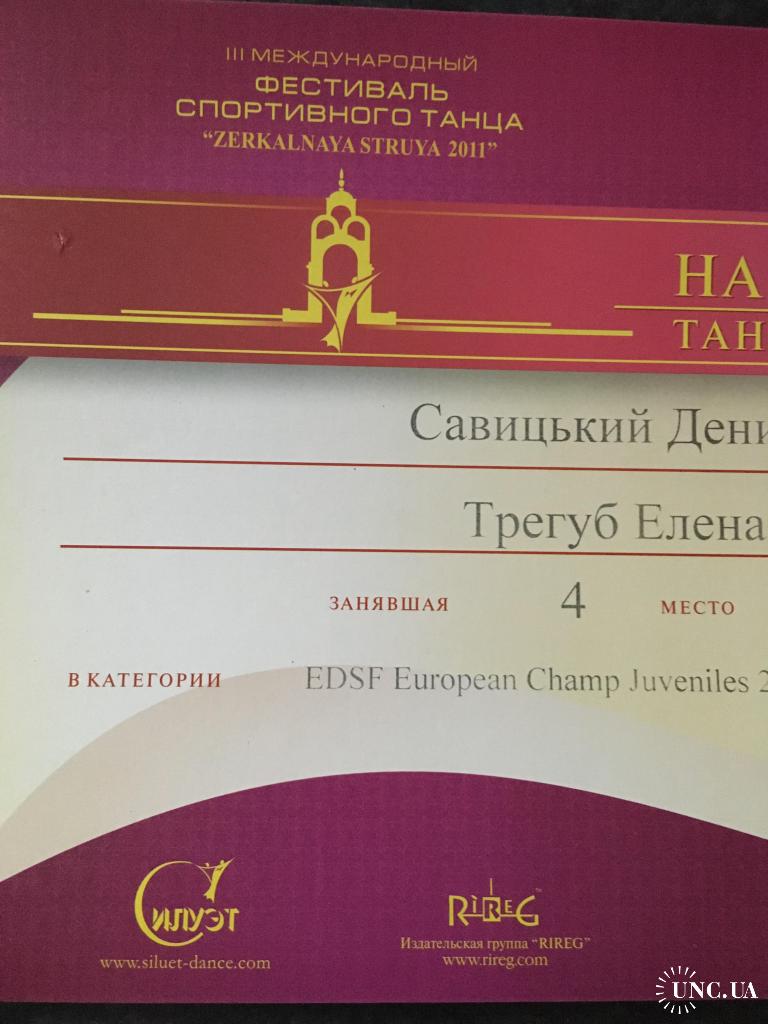 III МЕЖДУНАРОДНЫЙ
ФЕСТИВАЛЬ
СПОРТИВНОГО ТАНЦА
“ZERKALNAYA STRUYA 2011”
НА
ТАН
Савицький Дени
Трегуб Елена
ЗАНЯВШАЯ 4 МЕСТО
В КАТЕГОРИИ EDSF European Champ Juveniles 2
Силуэт
www.siluet-dance.com
RIREG™
Издательская группа “RIREG”
www.rireg.com
UNC.UA